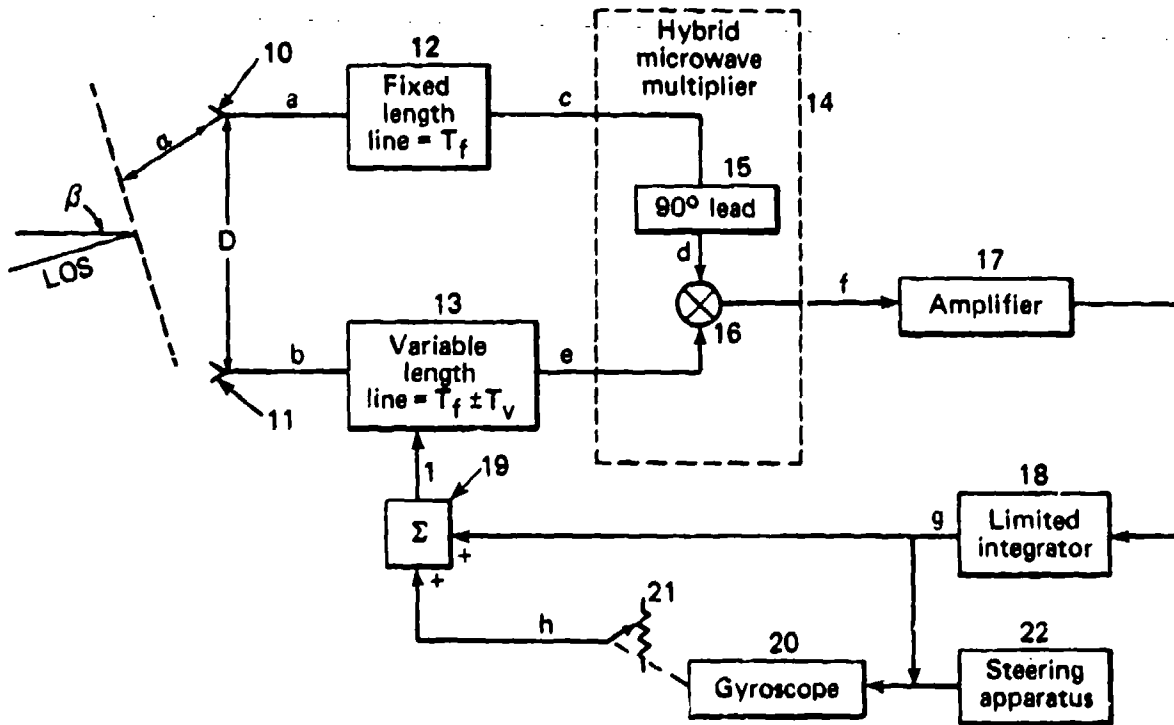 10
12
Fixed
length
line = T_f
Hybrid
microwave
multiplier
14
a
c
α
β
LOS
D
15
90° lead
d
16
f
17
Amplifier
13
Variable
length
line = T_f ± T_v
b
e
11
1
19
Σ
+
+
g
18
Limited
integrator
h
21
20
Gyroscope
22
Steering
apparatus